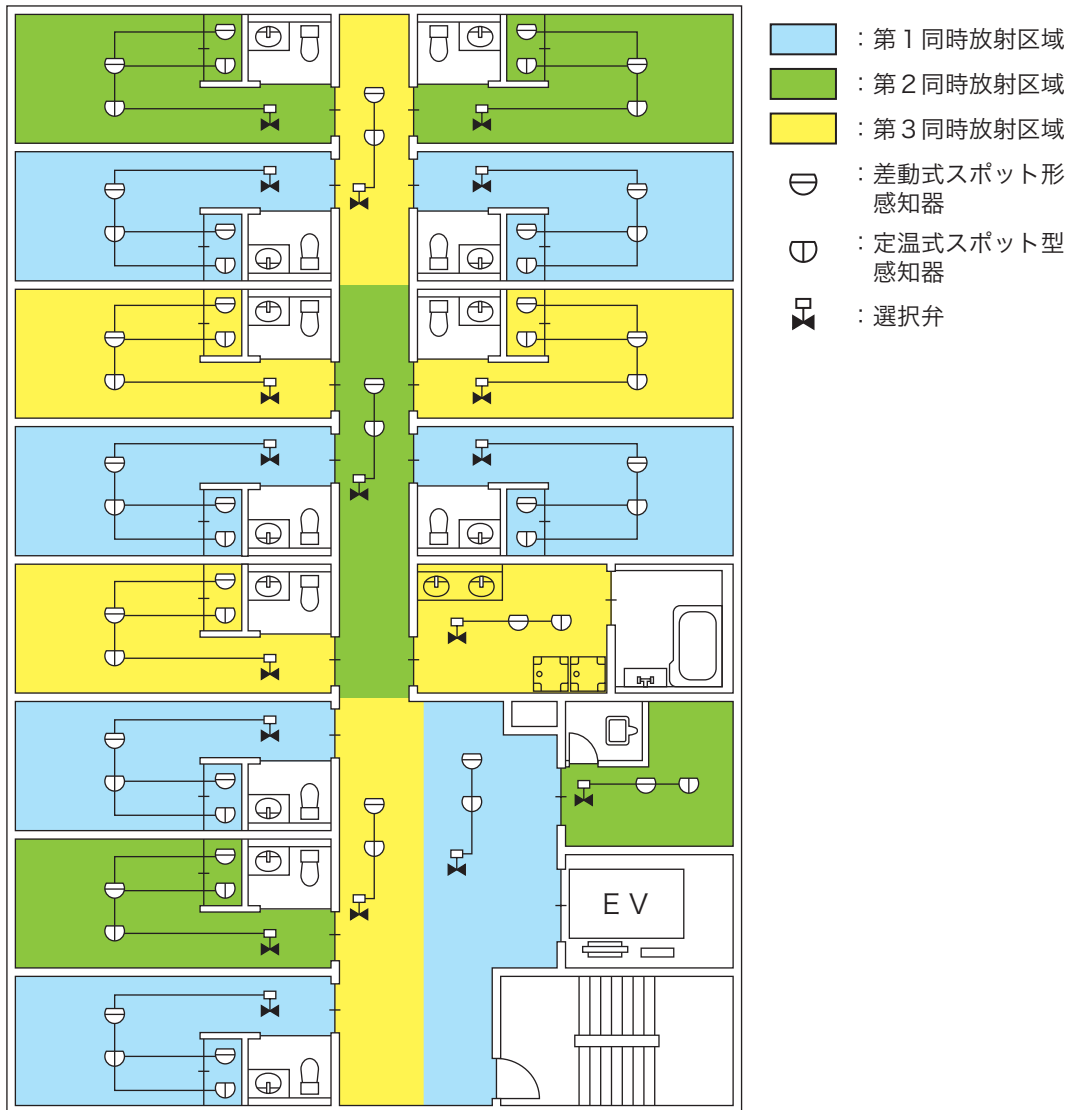 ：第１同時放射区域
：第２同時放射区域
：第３同時放射区域
：差動式スポット形
感知器
：定温式スポット型
感知器
：選択弁
ＥＶ